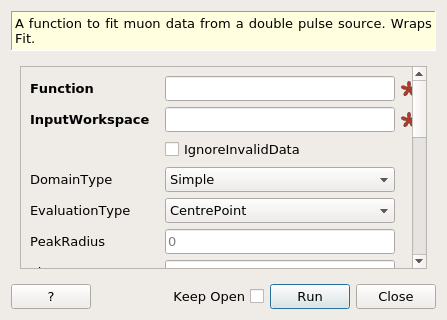 A function to fit muon data from a double pulse source. Wraps
Fit.
Function
InputWorkspace
IgnoreInvalidData
DomainType Simple
EvaluationType CentrePoint
PeakRadius 0
? Keep Open Run Close